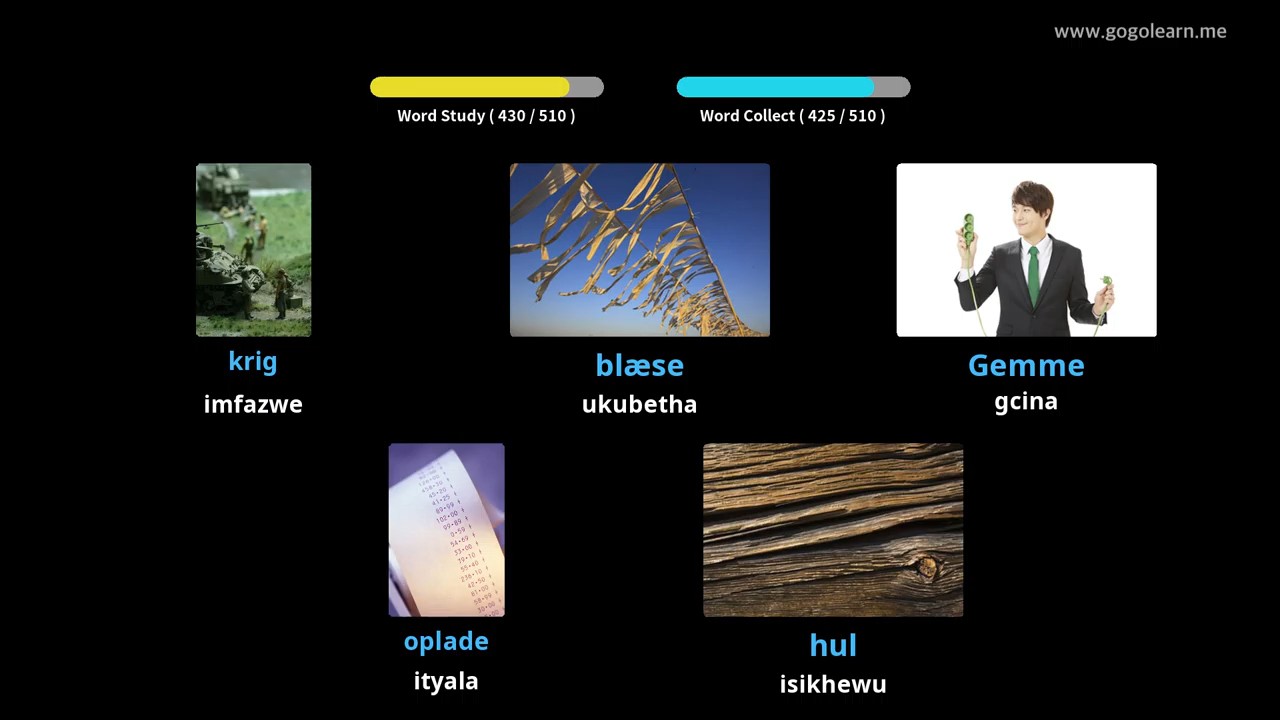 www.gogolearn.me
Word Study ( 430 / 510 )
Word Collect ( 425 / 510 )
krig
imfazwe
blæse
ukubetha
Gemme
gcina
oplade
ityala
hul
isikhewu